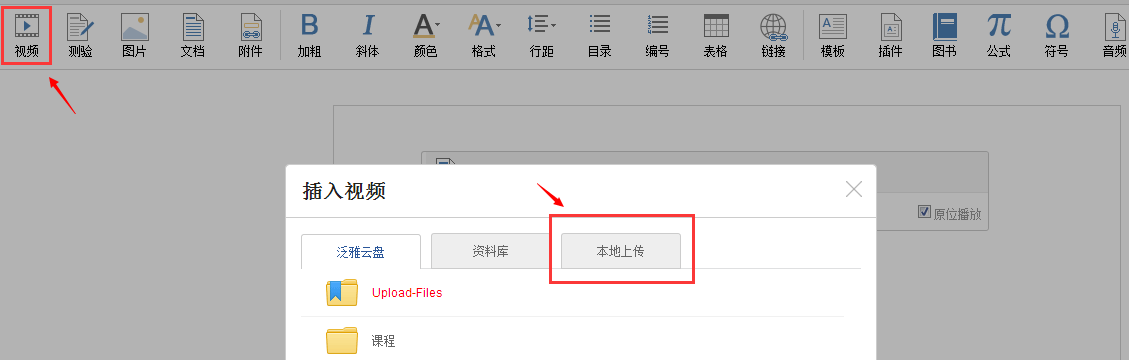 视频 测验 图片 文档 附件 加粗 斜体 颜色 格式 行距 目录 编号 表格 链接 模板 插件 图书 公式 符号 音频
插入视频
原位播放
泛雅云盘 资料库 本地上传
Upload-Files
课程